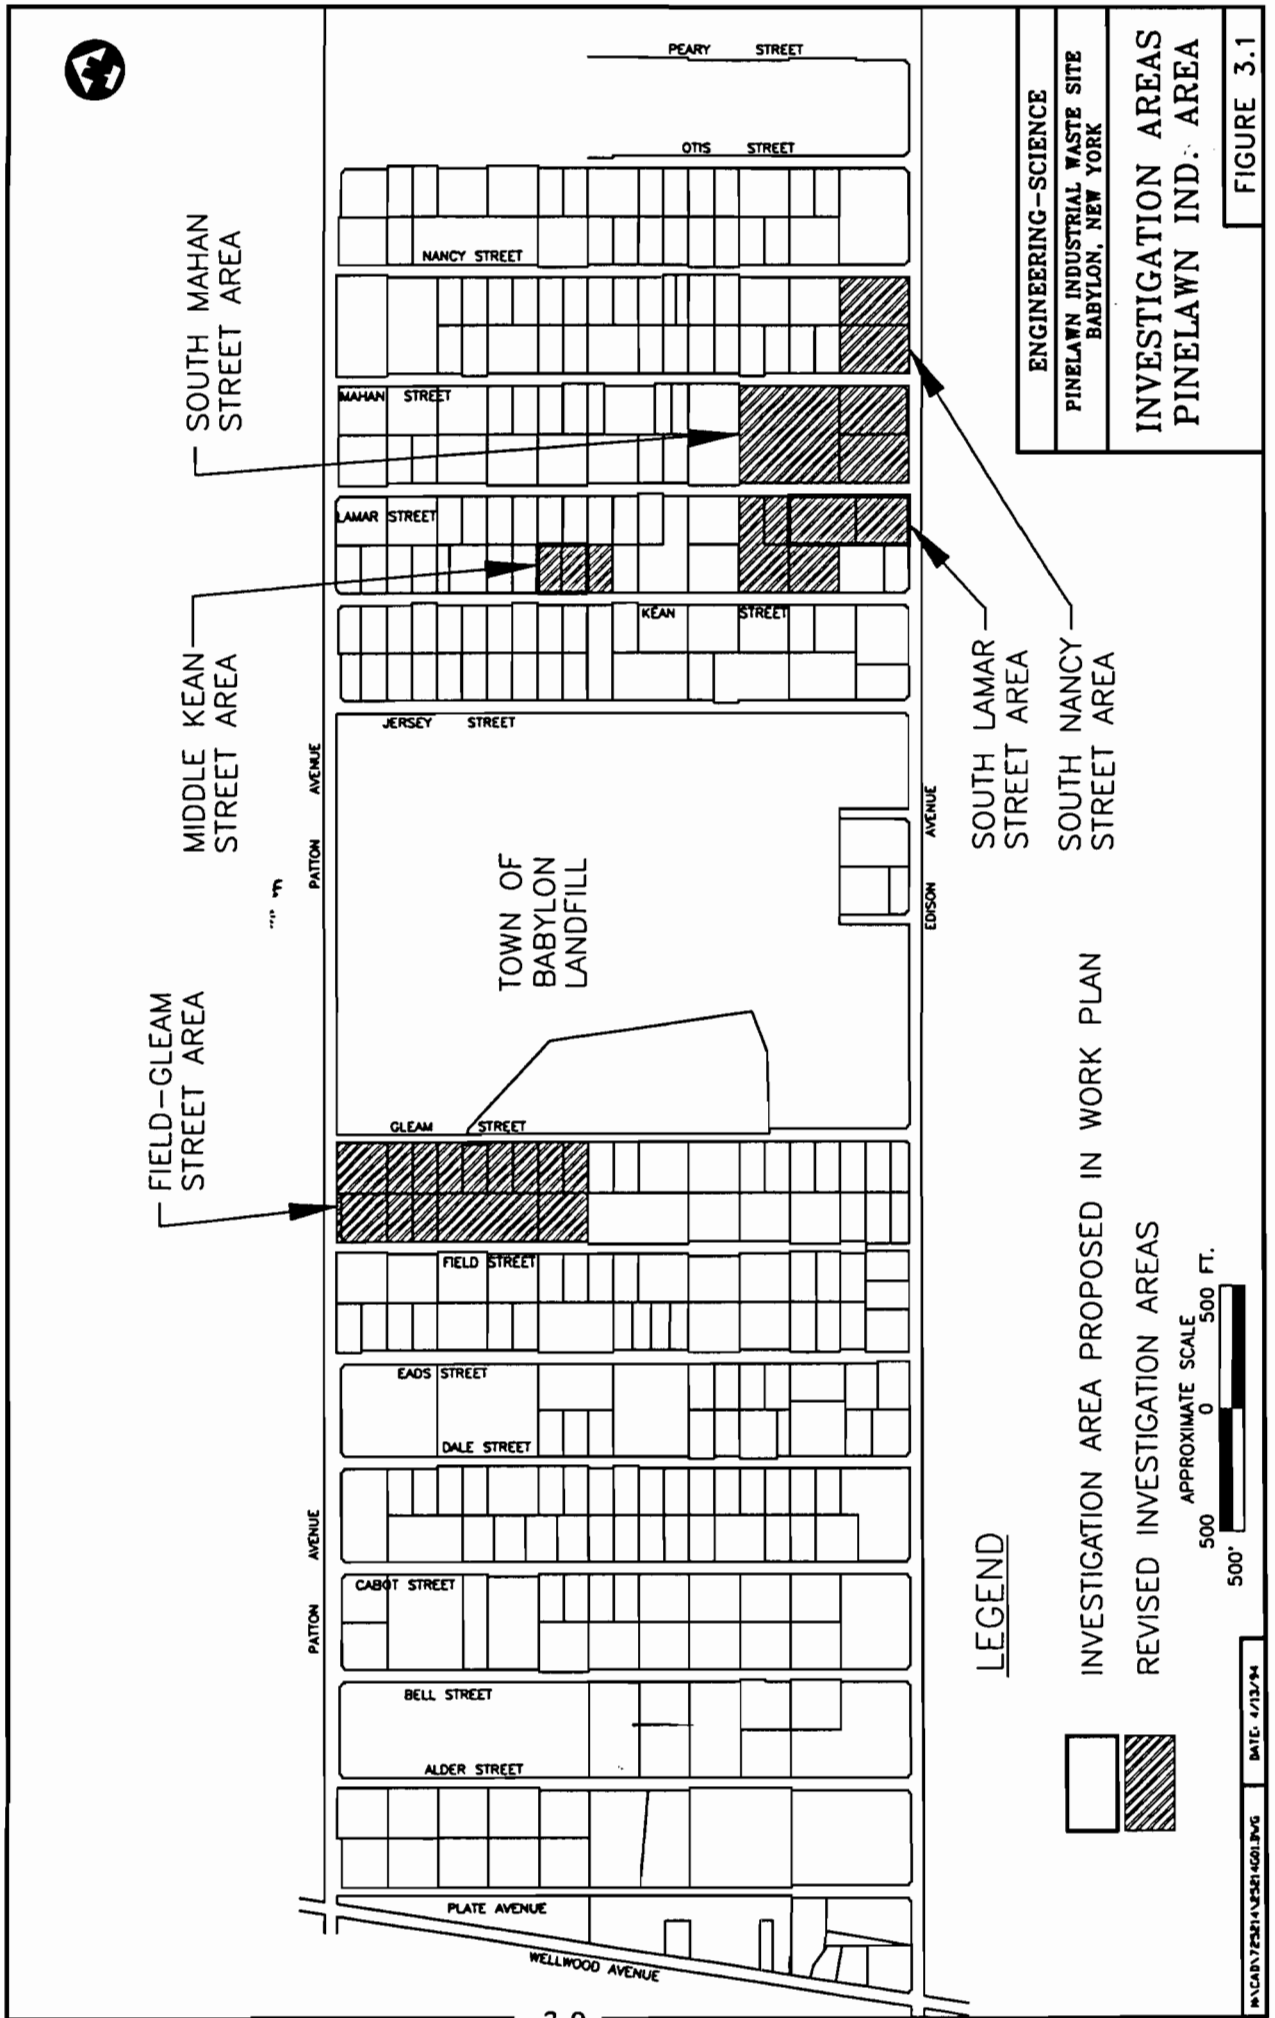 FIELD-GLEAM
STREET AREA
MIDDLE KEAN
STREET AREA
SOUTH MAHAN
STREET AREA
PATTON AVENUE
PATTON AVENUE
WELLWOOD AVENUE
PLATE AVENUE
ALDER STREET
BELL STREET
CABOT STREET
DALE STREET
EADS STREET
FIELD STREET
GLEAM STREET
TOWN OF
BABYLON
LANDFILL
JERSEY STREET
KEAN STREET
LAMAR STREET
MAHAN STREET
NANCY STREET
OTIS STREET
PEARY STREET
EDISON AVENUE
SOUTH LAMAR
STREET AREA
SOUTH NANCY
STREET AREA
LEGEND
INVESTIGATION AREA PROPOSED IN WORK PLAN
REVISED INVESTIGATION AREAS
APPROXIMATE SCALE
500 0 500 FT.
500'
ENGINEERING-SCIENCE
PINELAWN INDUSTRIAL WASTE SITE
BABYLON, NEW YORK
INVESTIGATION AREAS
PINELAWN IND. AREA
FIGURE 3.1
DATE: 4/13/94